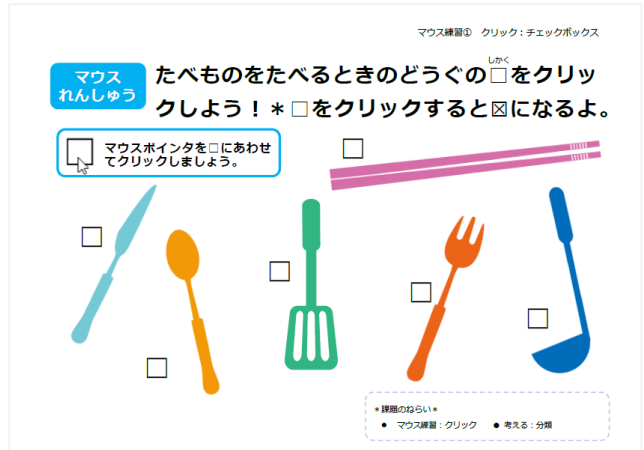 マウス練習① クリック：チェックボックス
マウス
れんしゅう
しかく
たべものをたべるときのどうぐの□をクリッ
クしよう！＊□をクリックすると☒になるよ。
マウスポインタを□にあわせ
てクリックしましょう。
＊課題のねらい＊
● マウス練習：クリック ● 考える：分類